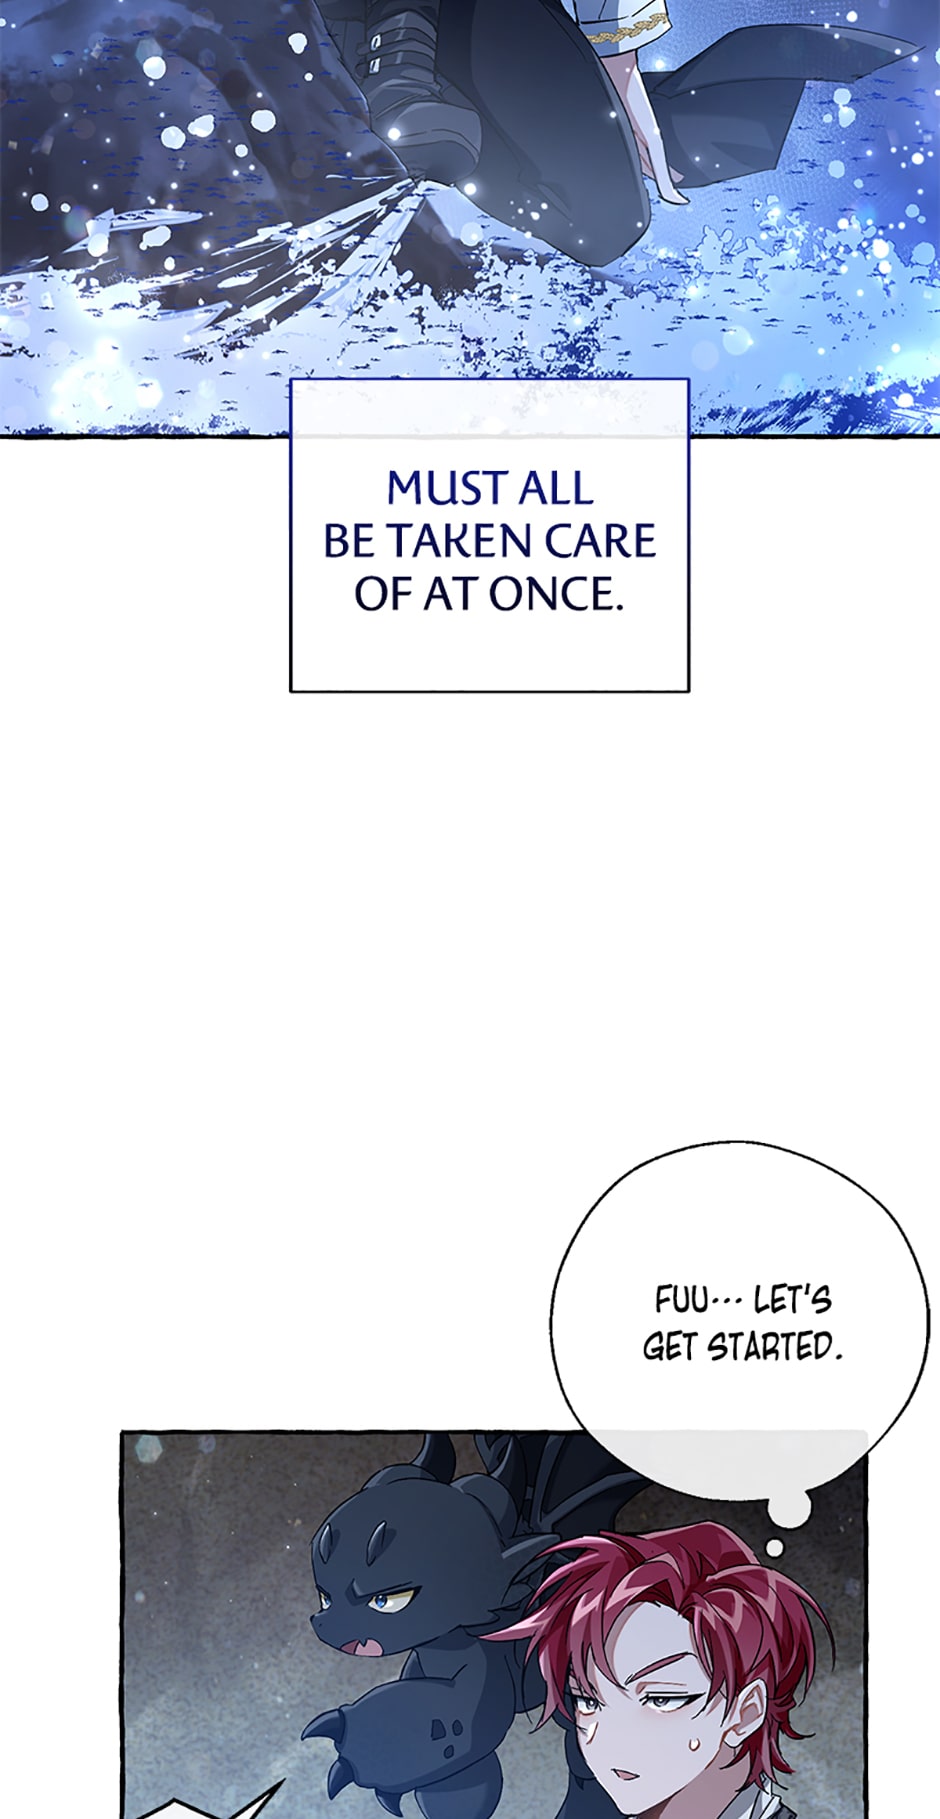 MUST ALL
BE TAKEN CARE
OF AT ONCE.
FUU... LET'S
GET STARTED.